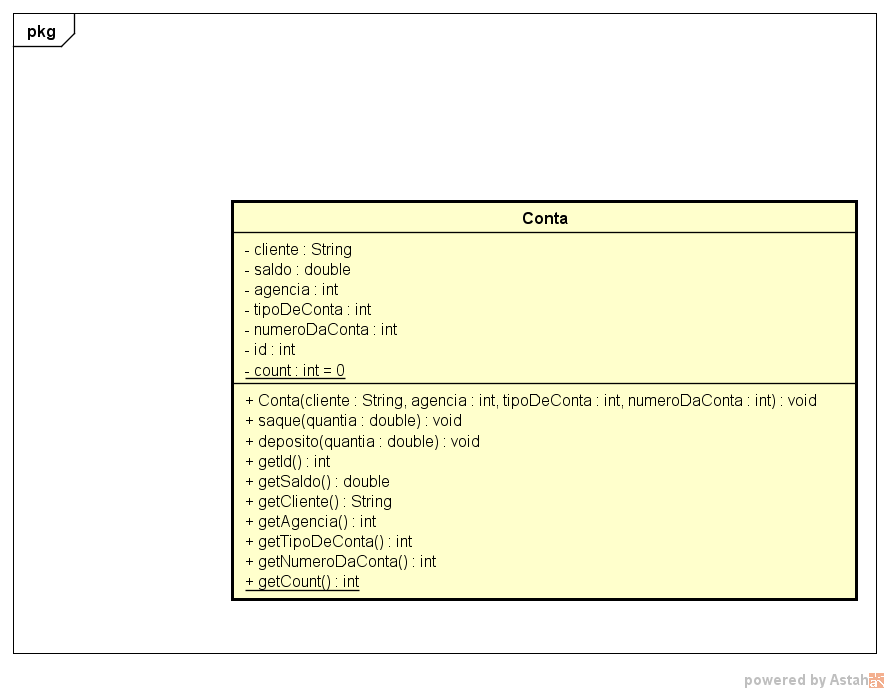 pkg
Conta
- cliente : String
- saldo : double
- agencia : int
- tipoDeConta : int
- numeroDaConta : int
- id : int
- count : int = 0
+ Conta(cliente : String, agencia : int, tipoDeConta : int, numeroDaConta : int) : void
+ saque(quantia : double) : void
+ deposito(quantia : double) : void
+ getId() : int
+ getSaldo() : double
+ getCliente() : String
+ getAgencia() : int
+ getTipoDeConta() : int
+ getNumeroDaConta() : int
+ getCount() : int
powered by Astah